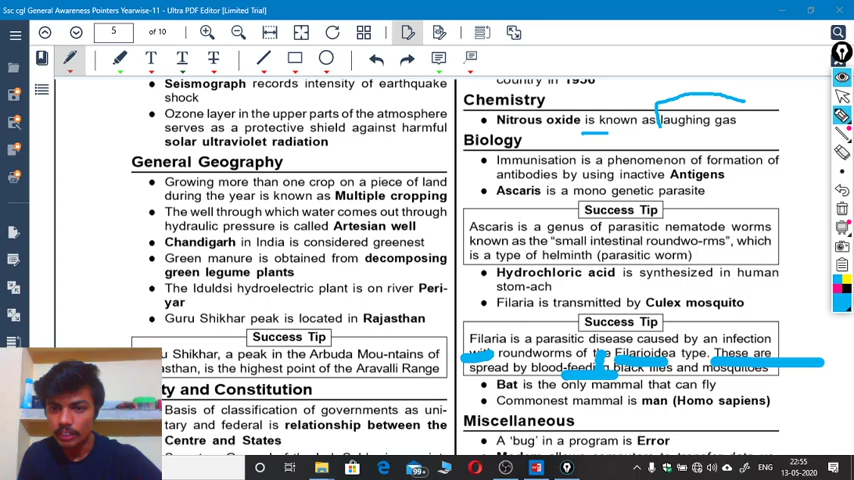 Ssc cgl General Awareness Pointers Yearwise-11 - Ultra PDF Editor [Limited Trial]
5
of 10
Seismograph records intensity of earthquake
shock
Ozone layer in the upper parts of the atmosphere
serves as a protective shield against harmful
solar ultraviolet radiation
General Geography
Growing more than one crop on a piece of land
during the year is known as Multiple cropping
The well through which water comes out through
hydraulic pressure is called Artesian well
Chandigarh in India is considered greenest
Green manure is obtained from decomposing
green legume plants
The Iduldsi hydroelectric plant is on river Peri-
yar
Guru Shikhar peak is located in Rajasthan
Success Tip
u Shikhar, a peak in the Arbuda Mou-ntains of
asthan, is the highest point of the Aravalli Range
ty and Constitution
Basis of classification of governments as uni-
tary and federal is relationship between the
Centre and States
country in 1956
Chemistry
Nitrous oxide is known as laughing gas
Biology
Immunisation is a phenomenon of formation of
antibodies by using inactive Antigens
Ascaris is a mono genetic parasite
Success Tip
Ascaris is a genus of parasitic nematode worms
known as the “small intestinal roundwo-rms”, which
is a type of helminth (parasitic worm)
Hydrochloric acid is synthesized in human
stom-ach
Filaria is transmitted by Culex mosquito
Success Tip
Filaria is a parasitic disease caused by an infection
with roundworms of the Filarioidea type. These are
spread by blood-feeding black flies and mosquitoes
Bat is the only mammal that can fly
Commonest mammal is man (Homo sapiens)
Miscellaneous
A ‘bug’ in a program is Error
99+
ENG
22:55
13-05-2020